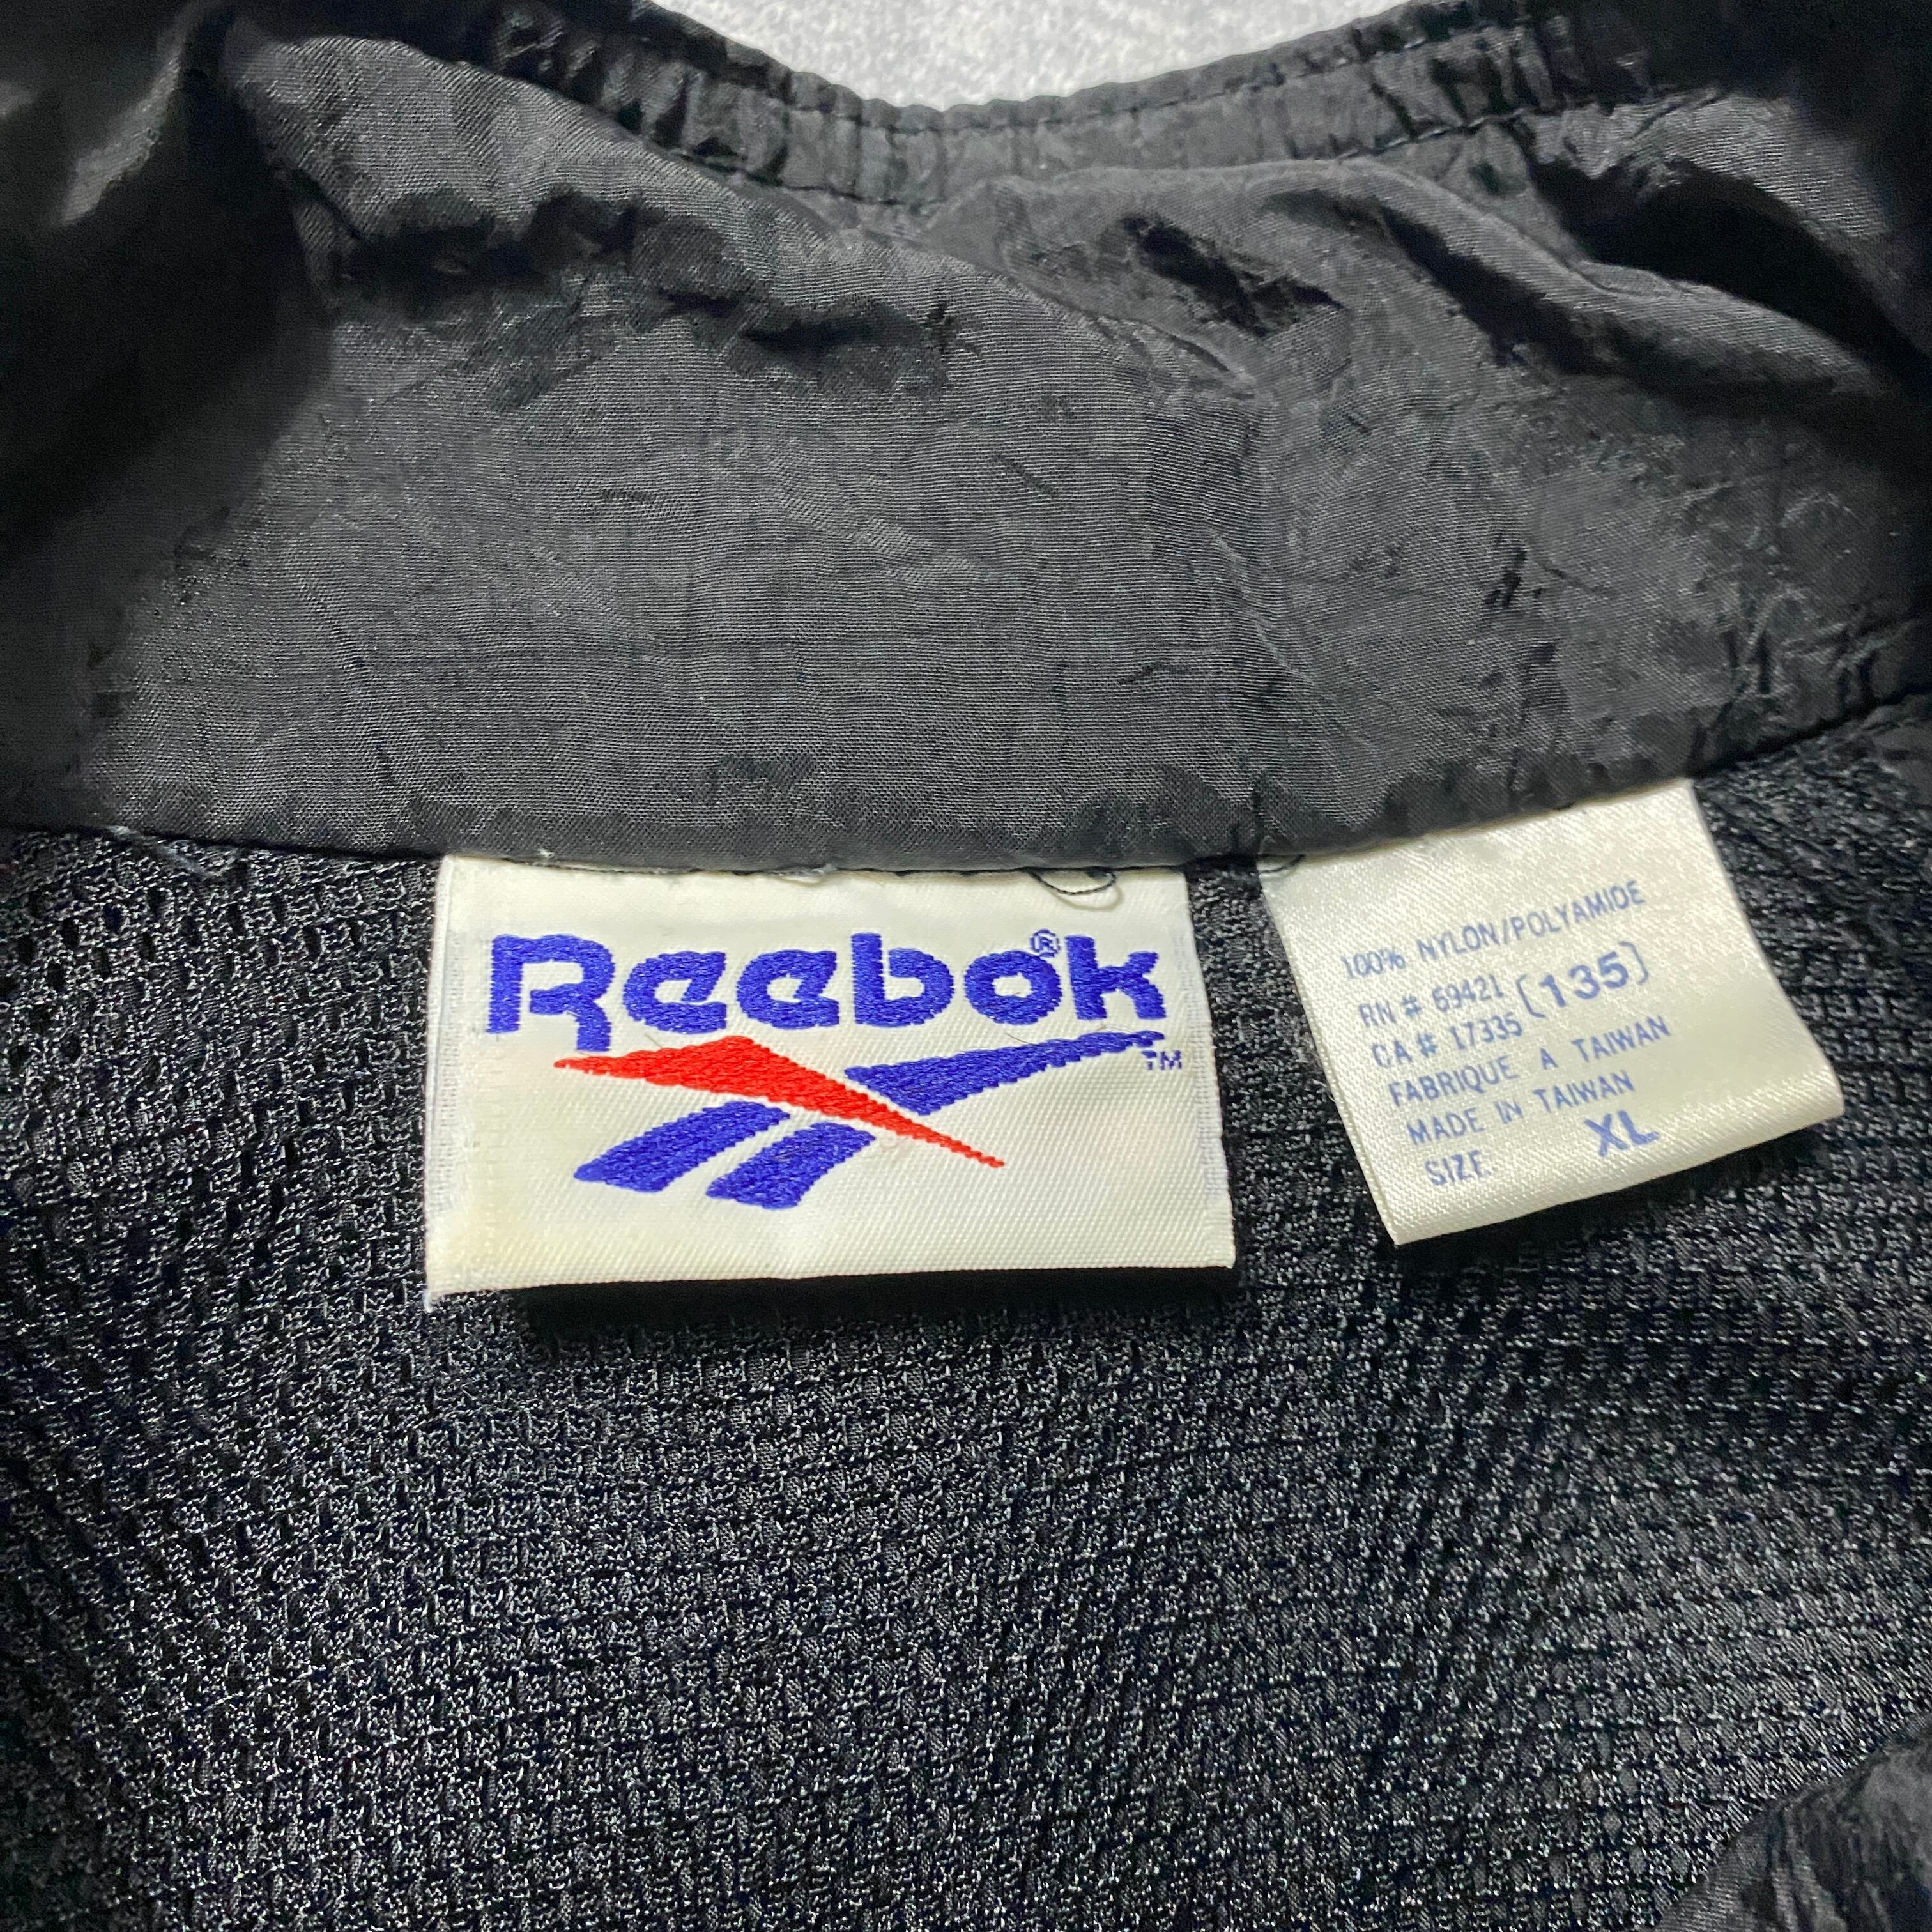 Reebok®
TM
100% NYLON/POLYAMIDE
RN # 69421 [135]
CA # 17335
FABRIQUE A TAIWAN
MADE IN TAIWAN
SIZE: XL